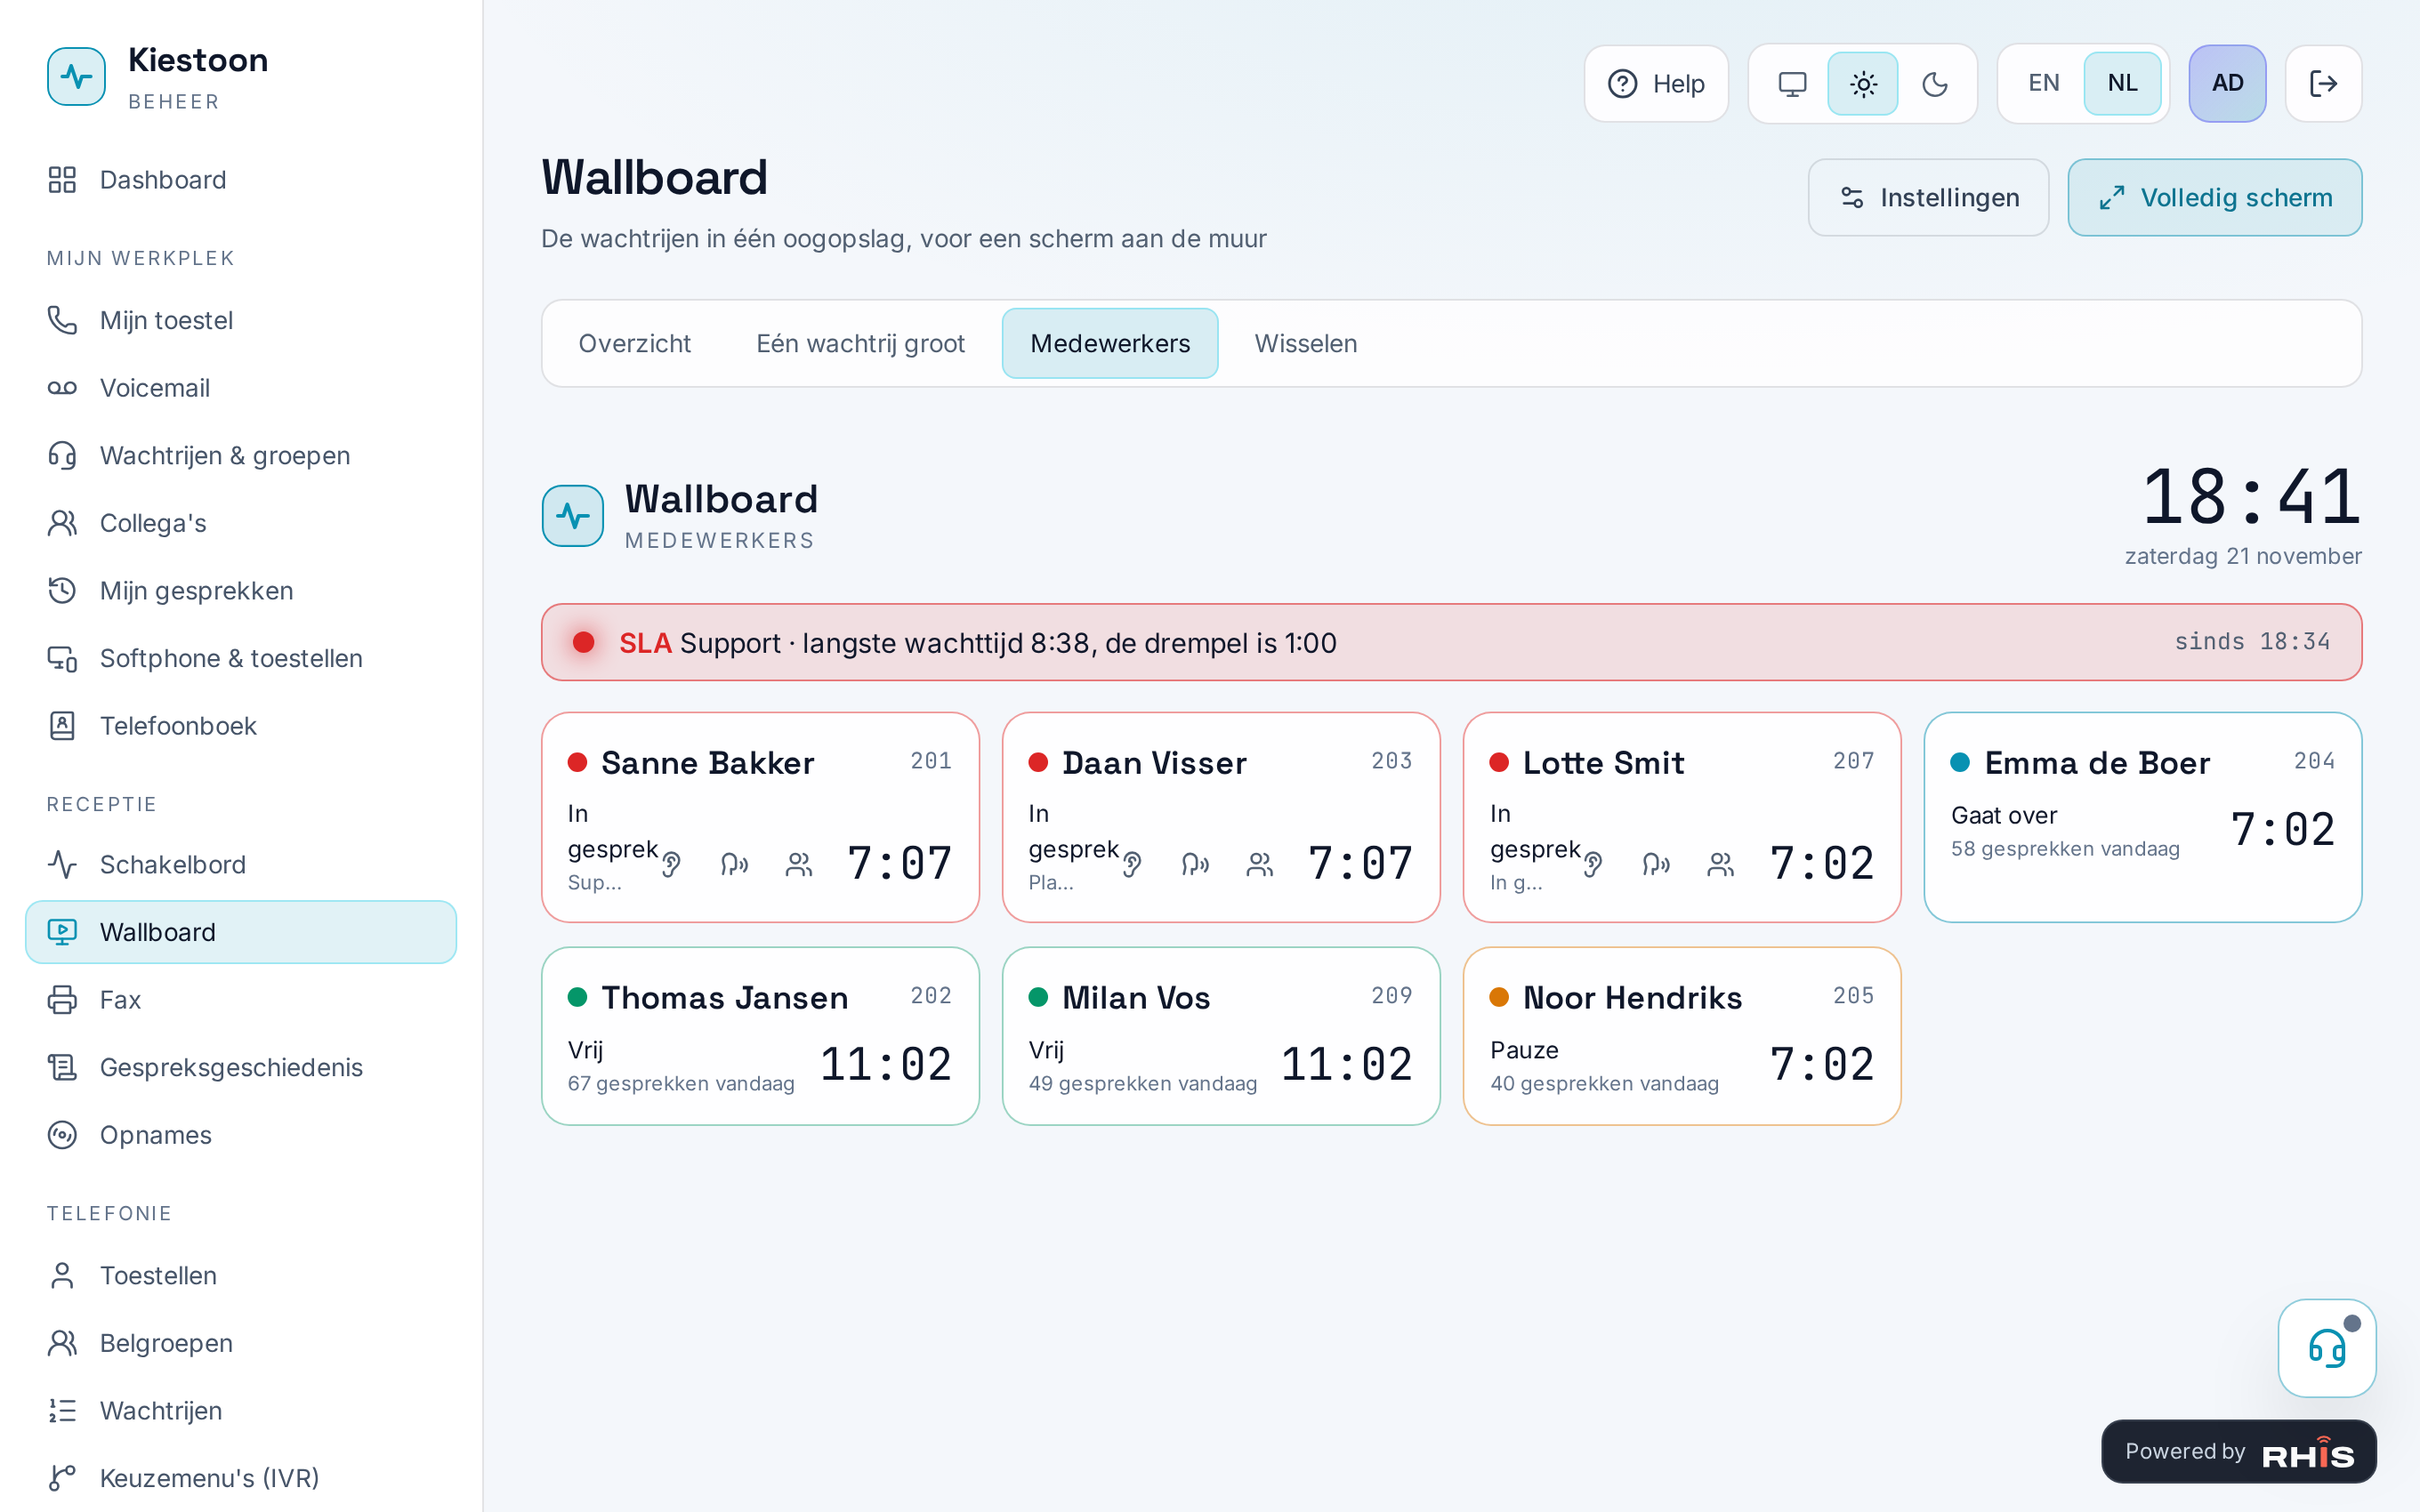 Kiestoon
BEHEER
Dashboard
MIJN WERKPLEK
Mijn toestel
Voicemail
Wachtrijen & groepen
Collega's
Mijn gesprekken
Softphone & toestellen
Telefoonboek
RECEPTIE
Schakelbord
Wallboard
Fax
Gespreksgeschiedenis
Opnames
TELEFONIE
Toestellen
Belgroepen
Wachtrijen
Keuzemenu's (IVR)
Help
EN NL
AD
Wallboard
De wachtrijen in één oogopslag, voor een scherm aan de muur
Instellingen
Volledig scherm
Overzicht Eén wachtrij groot Medewerkers Wisselen
Wallboard
MEDEWERKERS
18:41
zaterdag 21 november
SLA Support · langste wachttijd 8:38, de drempel is 1:00 sinds 18:34
Sanne Bakker 201
In
gesprek
Sup...
7:07
Daan Visser 203
In
gesprek
Pla...
7:07
Lotte Smit 207
In
gesprek
In g...
7:02
Emma de Boer 204
Gaat over
58 gesprekken vandaag
7:02
Thomas Jansen 202
Vrij
67 gesprekken vandaag
11:02
Milan Vos 209
Vrij
49 gesprekken vandaag
11:02
Noor Hendriks 205
Pauze
40 gesprekken vandaag
7:02
Powered by RHIS